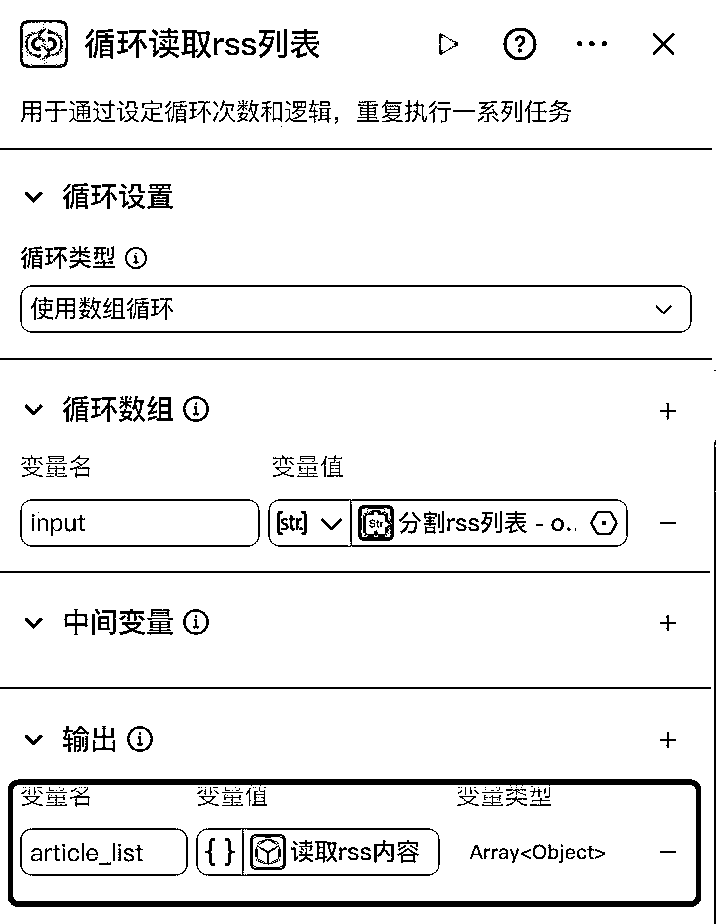 循环读取rss列表
用于通过设定循环次数和逻辑，重复执行一系列任务
循环设置
循环类型
使用数组循环
循环数组
变量名 变量值
input [str.] Str 分割rss列表 - o..
中间变量
输出
变量名 变量值 变量类型
article_list { } 读取rss内容 Array<Object>